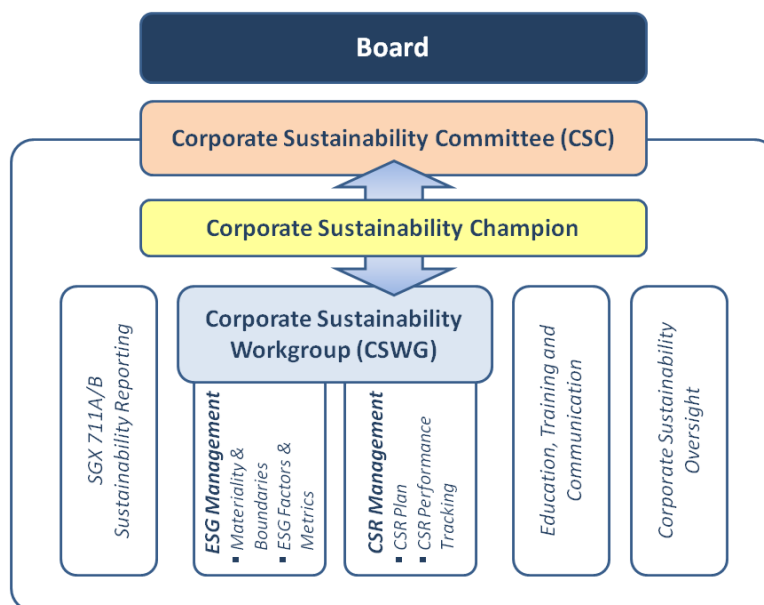 Board
Corporate Sustainability Committee (CSC)
Corporate Sustainability Champion
Corporate Sustainability
Workgroup (CSWG)
SGX 711A/B
Sustainability Reporting
ESG Management
▪ Materiality &
Boundaries
▪ ESG Factors &
Metrics
CSR Management
▪ CSR Plan
▪ CSR Performance
Tracking
Education, Training and
Communication
Corporate Sustainability
Oversight